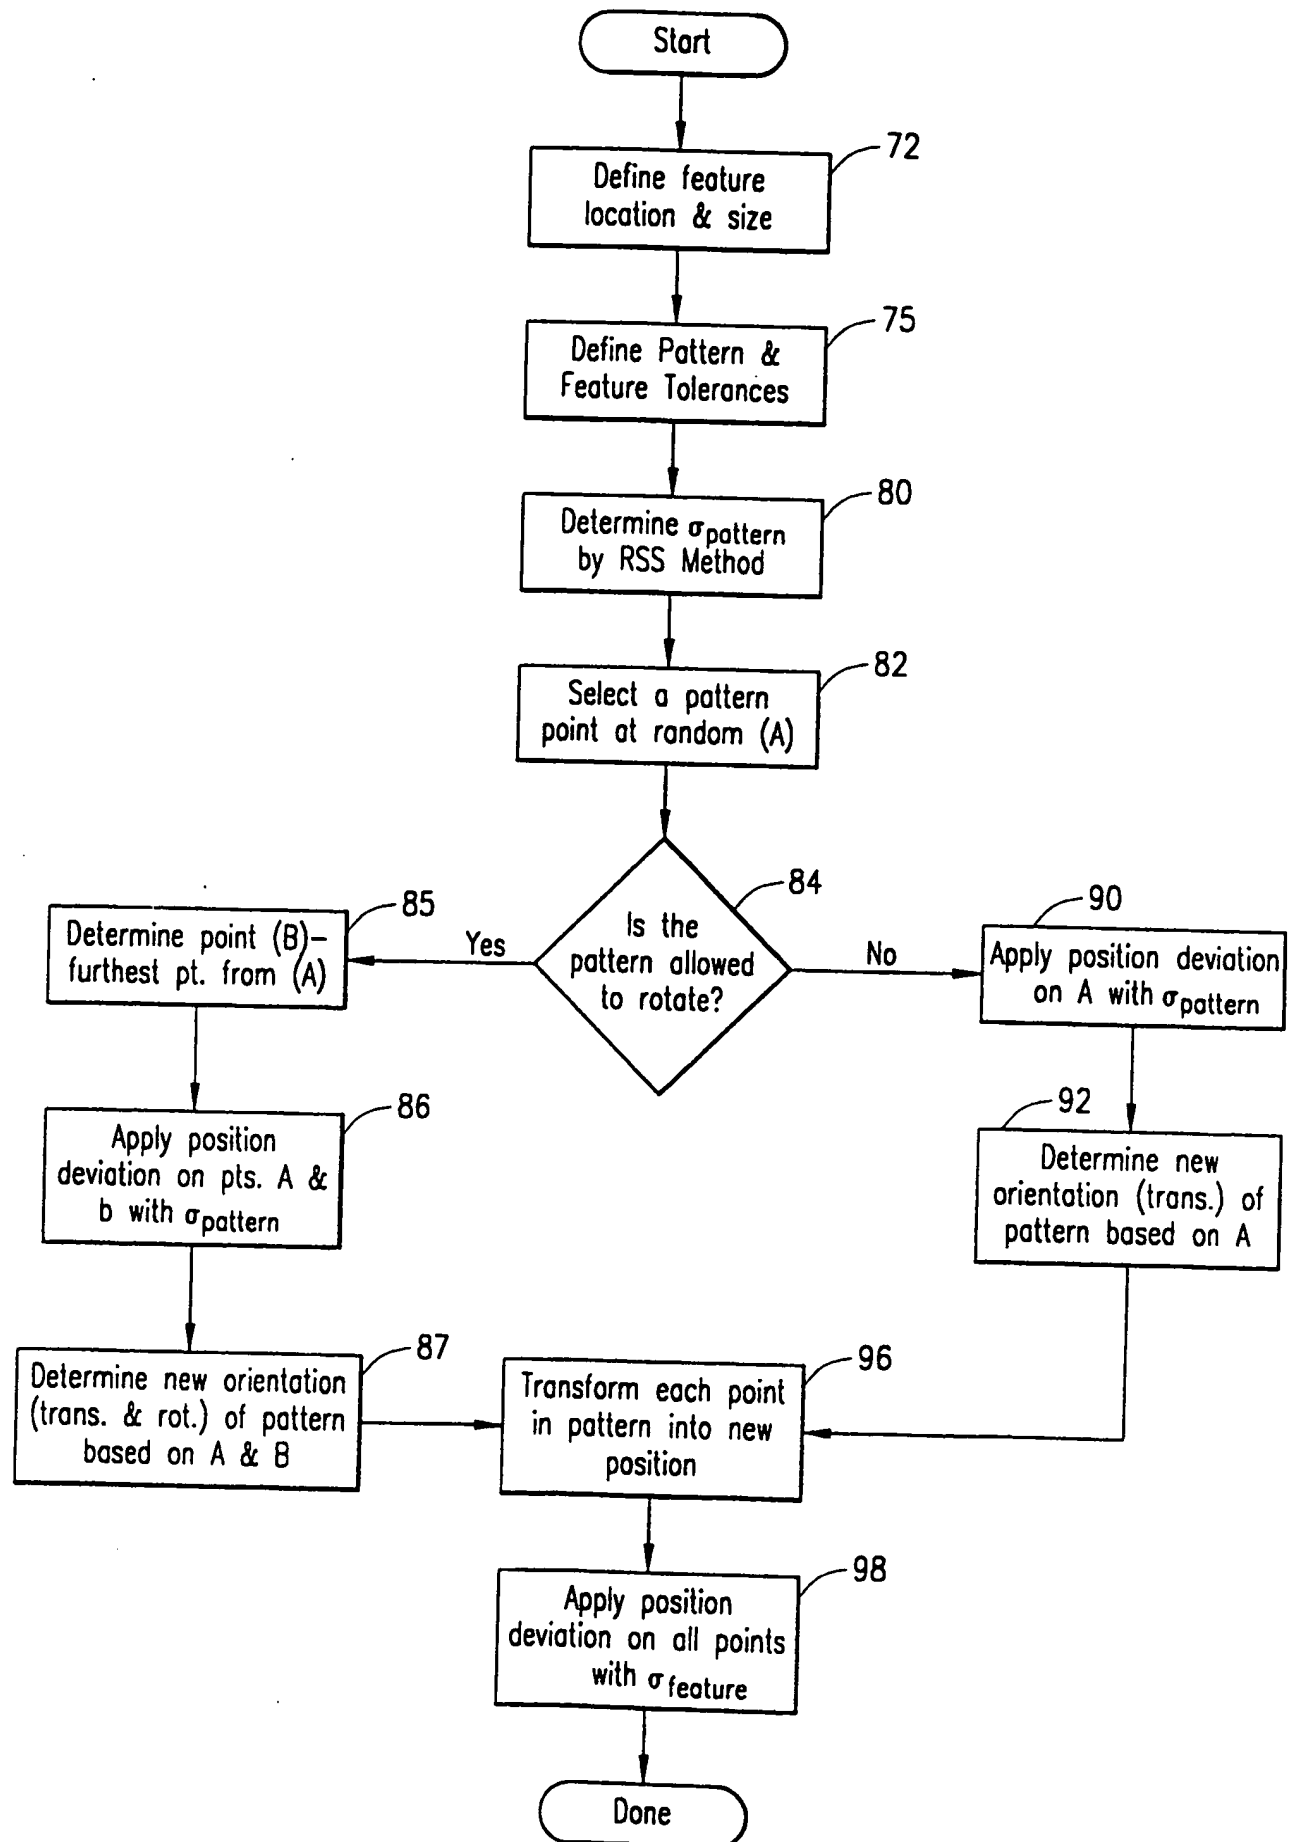 Start
72
Define feature
location & size
75
Define Pattern &
Feature Tolerances
80
Determine σpattern
by RSS Method
82
Select a pattern
point at random (A)
84
Is the
pattern allowed
to rotate?
Yes
No
85
Determine point (B)–
furthest pt. from (A)
86
Apply position
deviation on pts. A &
b with σpattern
87
Determine new orientation
(trans. & rot.) of pattern
based on A & B
90
Apply position deviation
on A with σpattern
92
Determine new
orientation (trans.) of
pattern based on A
96
Transform each point
in pattern into new
position
98
Apply position
deviation on all points
with σfeature
Done